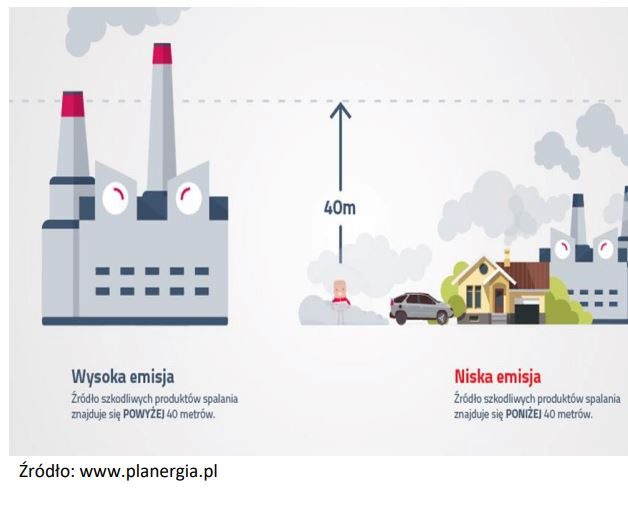 40m
Wysoka emisja
Źródło szkodliwych produktów spalania
znajduje się POWYŻEJ 40 metrów.
Niska emisja
Źródło szkodliwych produktów spalania
znajduje się PONIŻEJ 40 metrów.
Źródło: www.planergia.pl